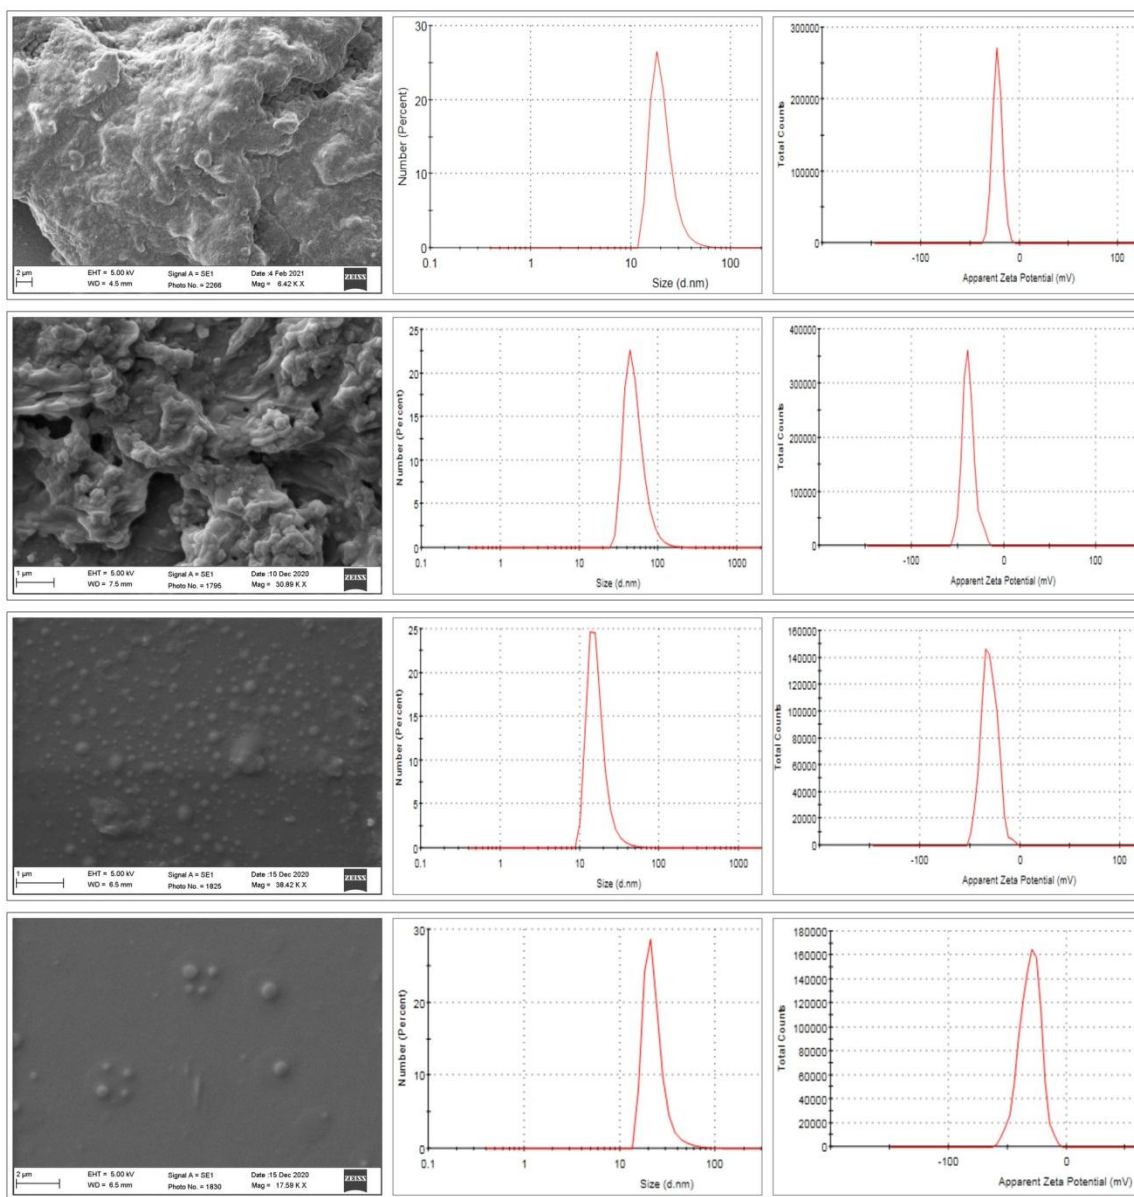 30
20
10
0
Number (Percent)
0.1 1 10 100
Size (d.nm)
300000
200000
100000
0
Total Counts
-100 0 100
Apparent Zeta Potential (mV)
2 µm EHT = 5.00 kV Signal A = SE1 Date :4 Feb 2021 ZEISS
WD = 4.5 mm Photo No. = 2266 Mag = 6.42 K X
25
20
15
10
5
0
Number (Percent)
0.1 1 10 100 1000
Size (d.nm)
400000
300000
200000
100000
0
Total Counts
-100 0 100
Apparent Zeta Potential (mV)
1 µm EHT = 5.00 kV Signal A = SE1 Date :10 Dec 2020 ZEISS
WD = 7.5 mm Photo No. = 1795 Mag = 30.89 K X
25
20
15
10
5
0
Number (Percent)
0.1 1 10 100 1000
Size (d.nm)
160000
140000
120000
100000
80000
60000
40000
20000
0
Total Counts
-100 0 100
Apparent Zeta Potential (mV)
1 µm EHT = 5.00 kV Signal A = SE1 Date :15 Dec 2020 ZEISS
WD = 6.5 mm Photo No. = 1825 Mag = 38.42 K X
30
20
10
0
Number (Percent)
0.1 1 10 100
Size (d.nm)
180000
160000
140000
120000
100000
80000
60000
40000
20000
0
Total Counts
-100 0
Apparent Zeta Potential (mV)
2 µm EHT = 5.00 kV Signal A = SE1 Date :15 Dec 2020 ZEISS
WD = 6.5 mm Photo No. = 1830 Mag = 17.59 K X